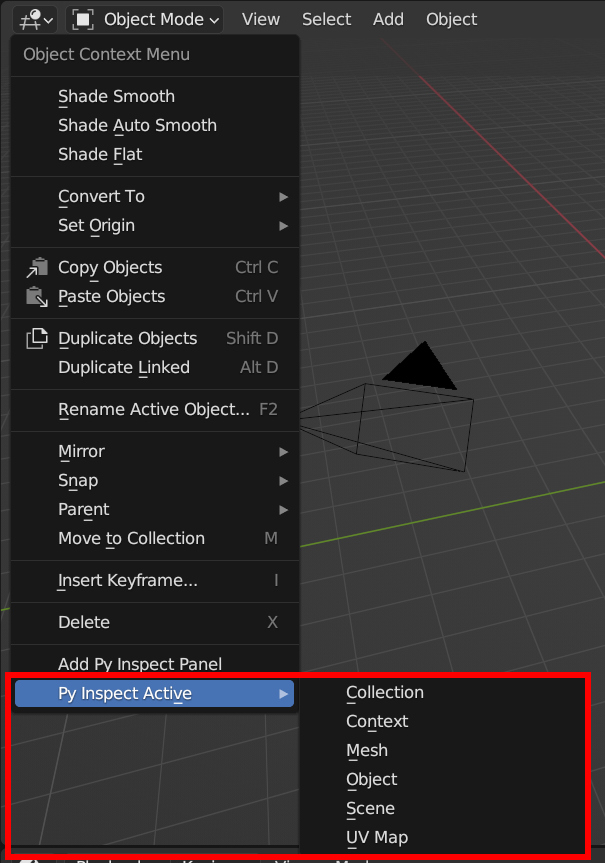 Object Mode View Select Add Object
Object Context Menu
Shade Smooth
Shade Auto Smooth
Shade Flat
Convert To
Set Origin
Copy Objects Ctrl C
Paste Objects Ctrl V
Duplicate Objects Shift D
Duplicate Linked Alt D
Rename Active Object... F2
Mirror
Snap
Parent
Move to Collection M
Insert Keyframe... I
Delete X
Add Py Inspect Panel
Py Inspect Active
Collection
Context
Mesh
Object
Scene
UV Map